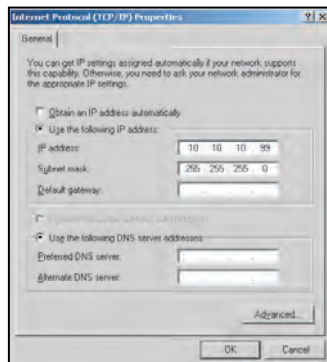 Internet Protocol (TCP/IP) Properties
General
You can get IP settings assigned automatically if your network supports
this capability. Otherwise, you need to ask your network administrator for
the appropriate IP settings.
Obtain an IP address automatically
Use the following IP address:
IP address: 10 . 10 . 10 . 99
Subnet mask: 255 . 255 . 255 . 0
Default gateway:
Use the following DNS server addresses
Preferred DNS server:
Alternate DNS server:
Advanced...
OK Cancel